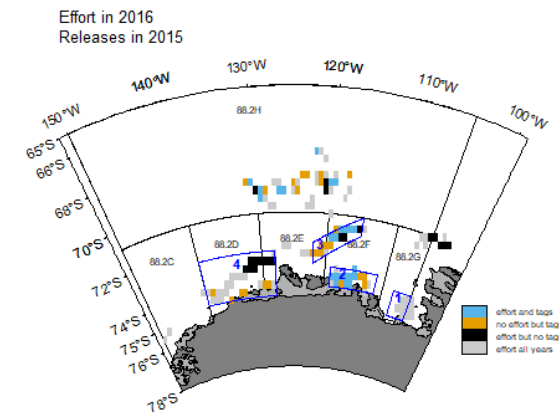 Effort in 2016
Releases in 2015
150°W
140°W
130°W
120°W
110°W
100°W
65°S
66°S
68°S
70°S
72°S
74°S
75°S
76°S
78°S
88.2H
88.2C
88.2D
88.2E
88.2F
88.2G
4
3
2
1
effort and tags
no effort but tag
effort but no tag
effort all years